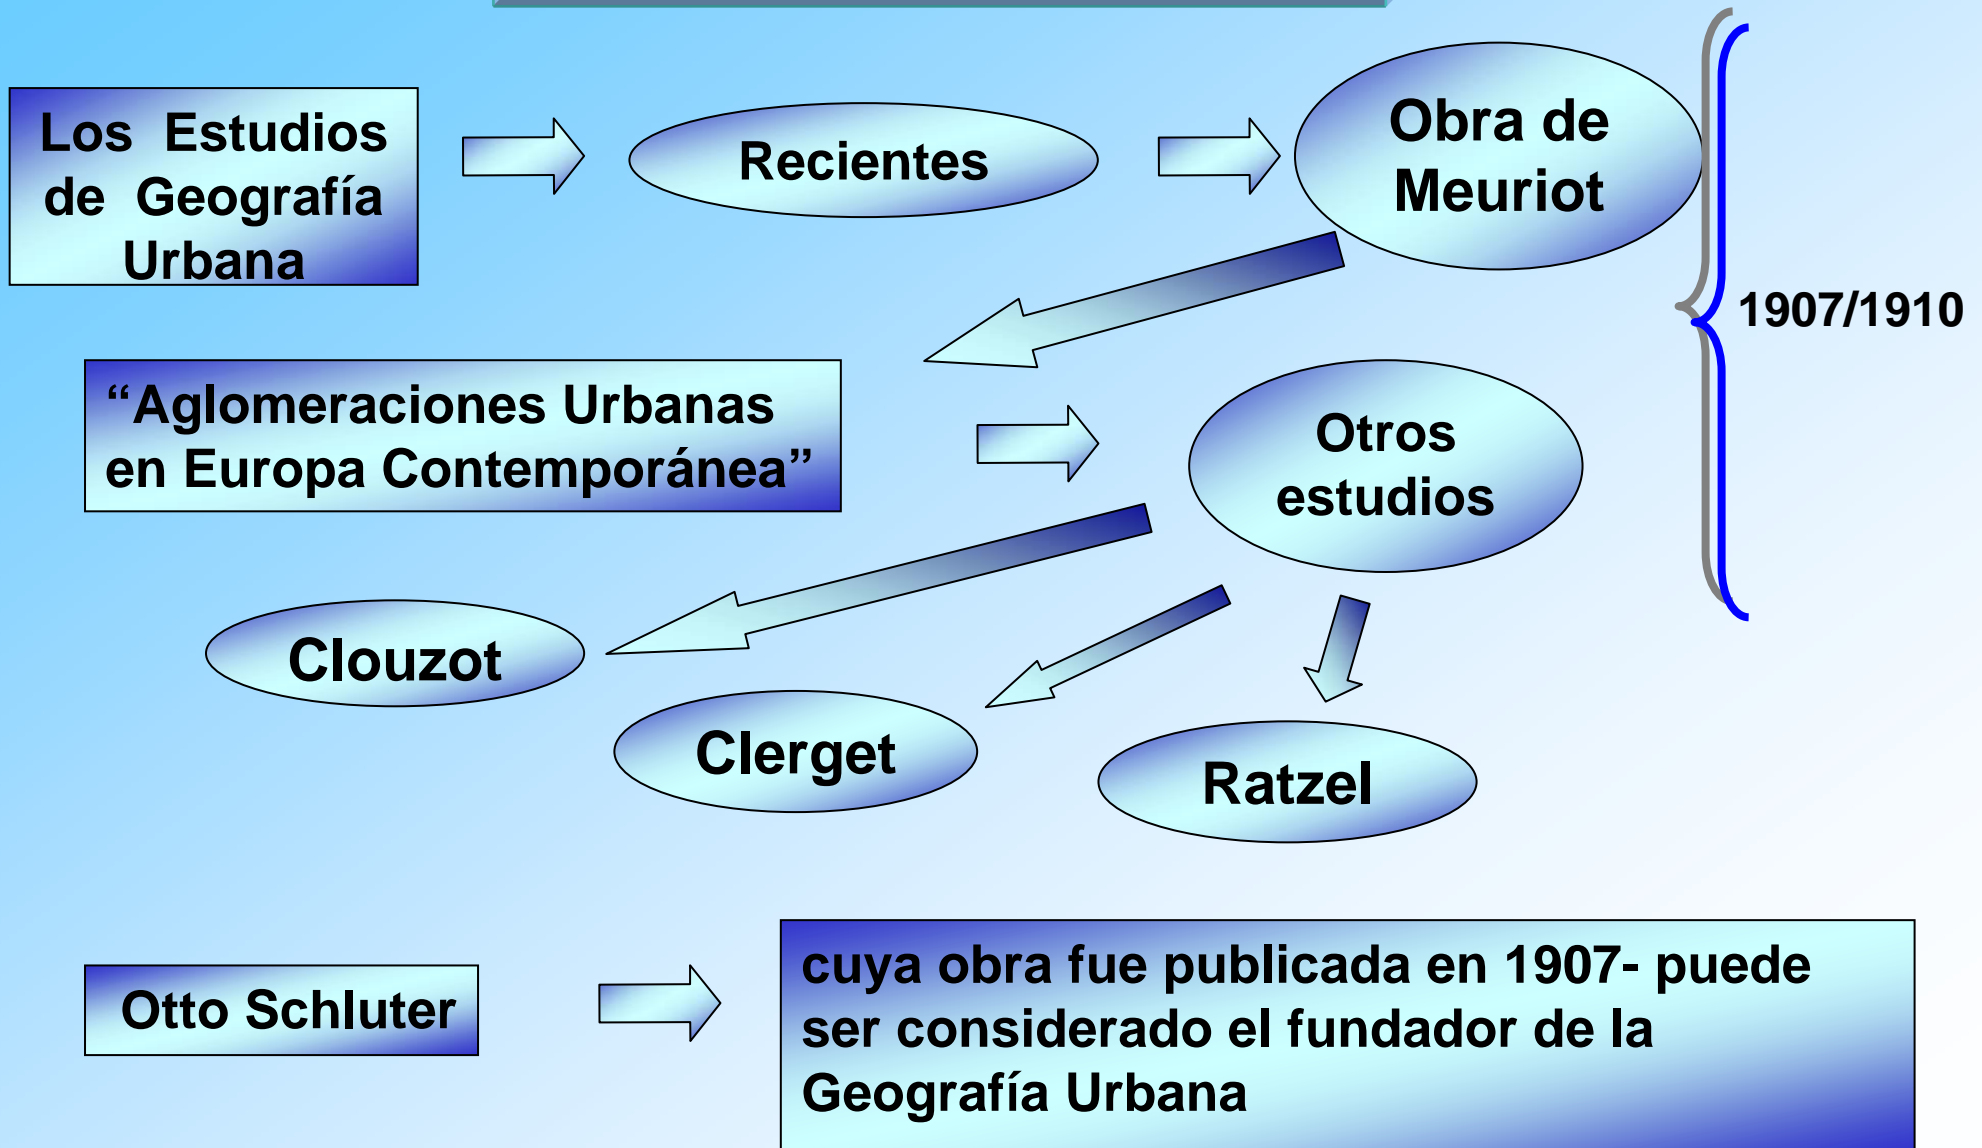 Los Estudios
de Geografía
Urbana
Recientes
Obra de
Meuriot
1907/1910
“Aglomeraciones Urbanas
en Europa Contemporánea”
Otros
estudios
Clouzot
Clerget
Ratzel
Otto Schluter
cuya obra fue publicada en 1907- puede
ser considerado el fundador de la
Geografía Urbana